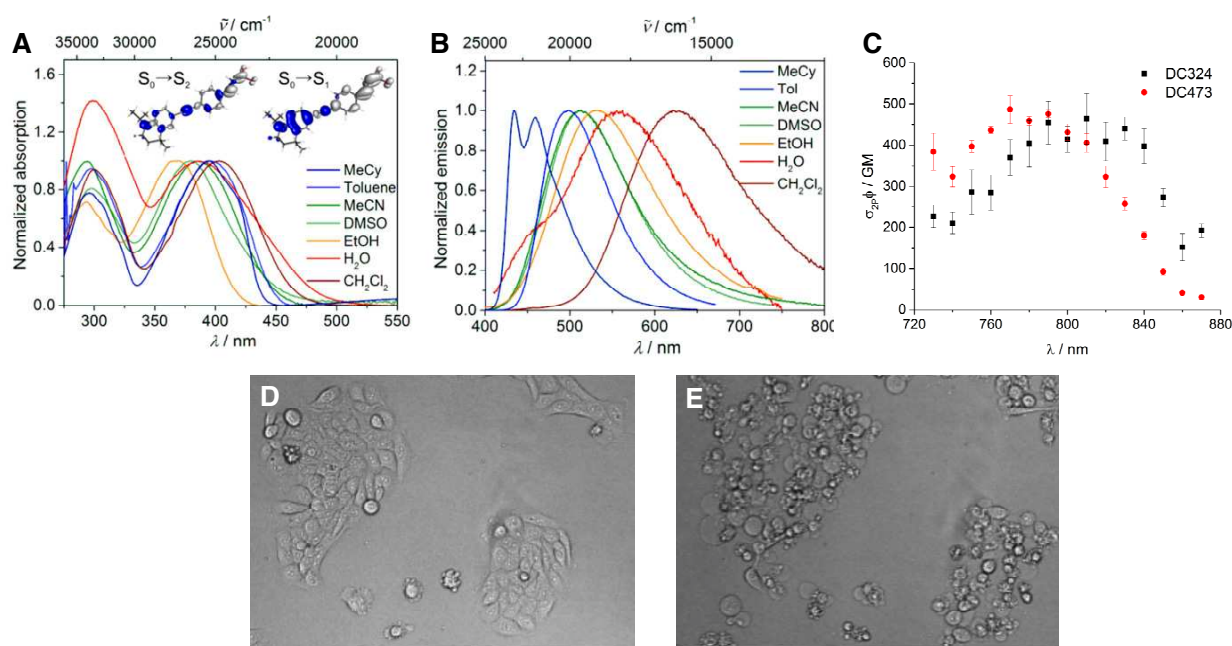 A
ṽ / cm⁻¹
35000 30000 25000 20000
Normalized absorption
1.6
1.2
0.8
0.4
0.0
S₀→S₂
S₀→S₁
MeCy
Toluene
MeCN
DMSO
EtOH
H₂O
CH₂Cl₂
300 350 400 450 500 550
λ / nm
B
ṽ / cm⁻¹
25000 20000 15000
Normalized emission
1.2
1.0
0.8
0.6
0.4
0.2
0.0
MeCy
Tol
MeCN
DMSO
EtOH
H₂O
CH₂Cl₂
400 500 600 700 800
λ / nm
C
DC324
DC473
σ₂ₚϕ / GM
600
500
400
300
200
100
0
720 760 800 840 880
λ / nm
D
E